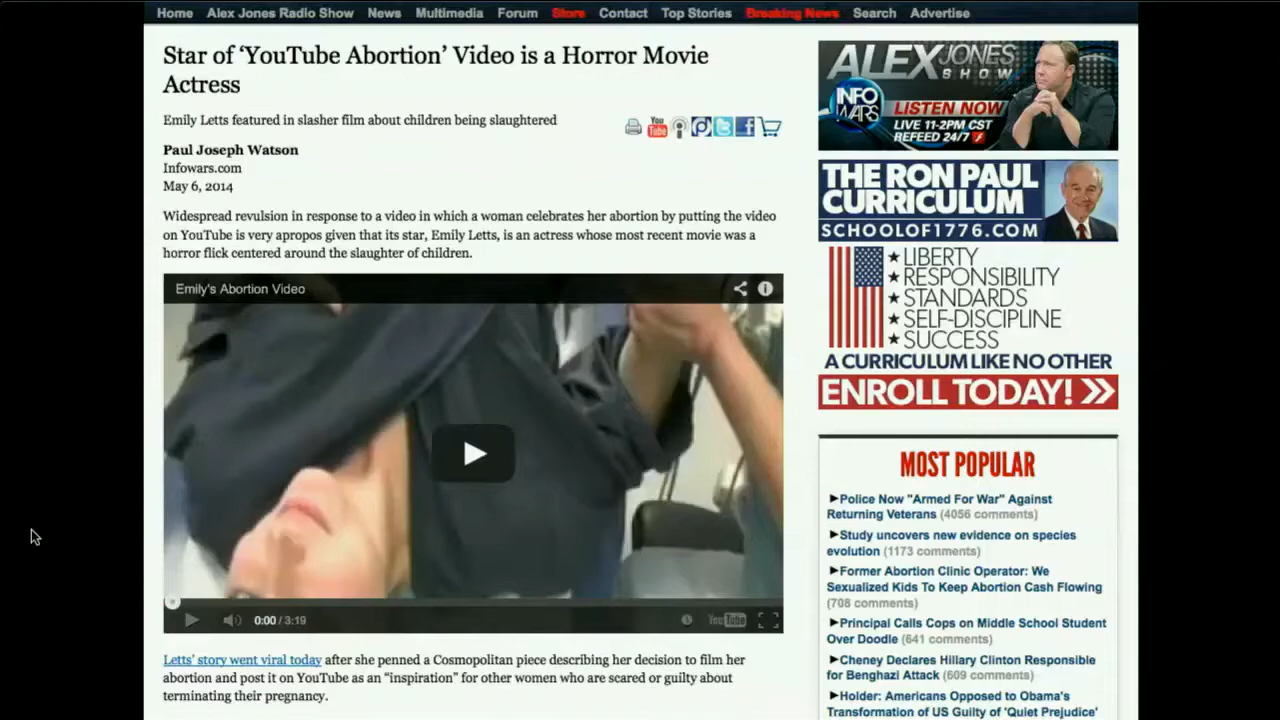 Home Alex Jones Radio Show News Multimedia Forum Store Contact Top Stories Breaking News Search Advertise
Star of ‘YouTube Abortion’ Video is a Horror Movie
Actress
Emily Letts featured in slasher film about children being slaughtered
You
Tube
Paul Joseph Watson
Infowars.com
May 6, 2014
Widespread revulsion in response to a video in which a woman celebrates her abortion by putting the video
on YouTube is very apropos given that its star, Emily Letts, is an actress whose most recent movie was a
horror flick centered around the slaughter of children.
Emily's Abortion Video
0:00 / 3:19
YouTube
Letts’ story went viral today after she penned a Cosmopolitan piece describing her decision to film her
abortion and post it on YouTube as an “inspiration” for other women who are scared or guilty about
terminating their pregnancy.
ALEX JONES
SHOW
INFO
WARS
LISTEN NOW
LIVE 11-2PM CST
REFEED 24/7
THE RON PAUL
CURRICULUM
SCHOOLOF1776.COM
★ LIBERTY
★ RESPONSIBILITY
★ STANDARDS
★ SELF-DISCIPLINE
★ SUCCESS
A CURRICULUM LIKE NO OTHER
ENROLL TODAY! »
MOST POPULAR
►Police Now "Armed For War" Against
Returning Veterans (4056 comments)
►Study uncovers new evidence on species
evolution (1173 comments)
►Former Abortion Clinic Operator: We
Sexualized Kids To Keep Abortion Cash Flowing
(708 comments)
►Principal Calls Cops on Middle School Student
Over Doodle (641 comments)
►Cheney Declares Hillary Clinton Responsible
for Benghazi Attack (609 comments)
►Holder: Americans Opposed to Obama's
Transformation of US Guilty of 'Quiet Prejudice'